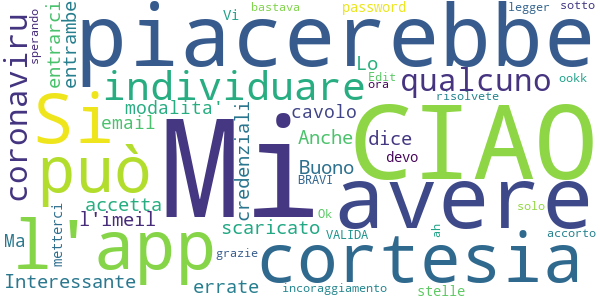 Vi bastava password legger sotto
piacerebbe
sperando
coronaviru
entrarci
entrambe
Lo
Edit ora
qualcuno
ookk
individuare
risolvete
modalita'
credenziali
cavolo
Si
email
CIAO
Mi
Anche
dice
devo
può
Buono
BRAVI
avere
accetta
l'imeil
Ok
solo
l'app
metterci
scaricato
VALIDA
ah
accorto
Ma
cortesia
grazie
Interessante
errate
incoraggiamento
stelle